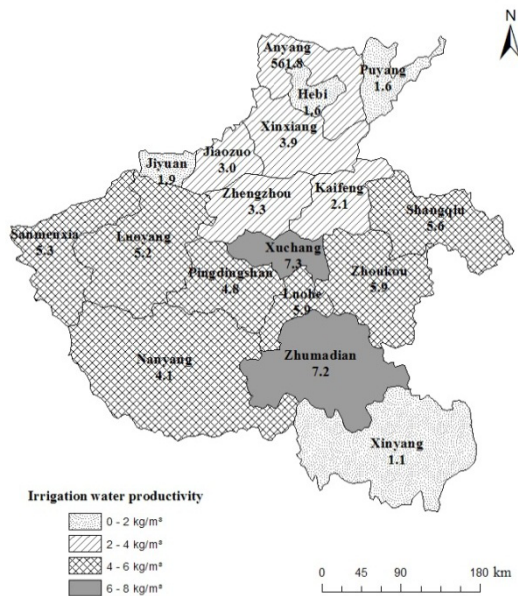 N
Anyang
561.8
Puyang
1.6
Hebi
1.6
Xinxiang
3.9
Jiaozuo
3.0
Jiyuan
1.9
Zhengzhou
3.3
Kaifeng
2.1
Shangqiu
5.6
Sanmenxia
5.3
Luoyang
5.2
Xuchang
7.3
Pingdingshan
4.8
Zhoukou
5.9
Luohe
5.9
Nanyang
4.1
Zhumadian
7.2
Xinyang
1.1
Irrigation water productivity
0 - 2 kg/m³
2 - 4 kg/m³
4 - 6 kg/m³
6 - 8 kg/m³
0 45 90 180 km